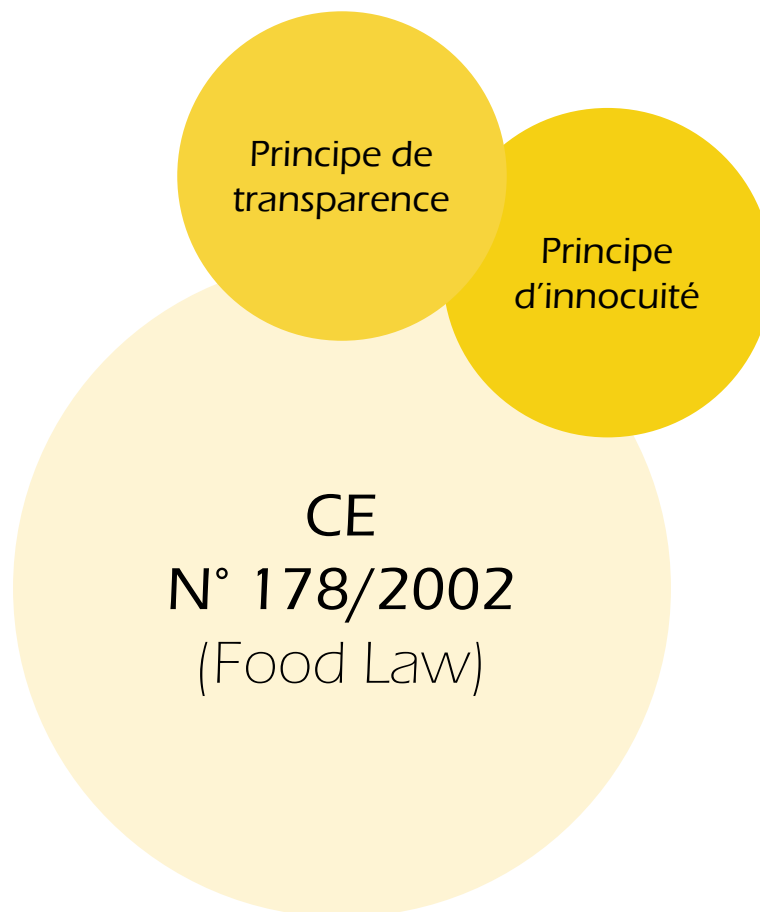 Principe de
transparence
Principe
d’innocuité
CE
N° 178/2002
(Food Law)